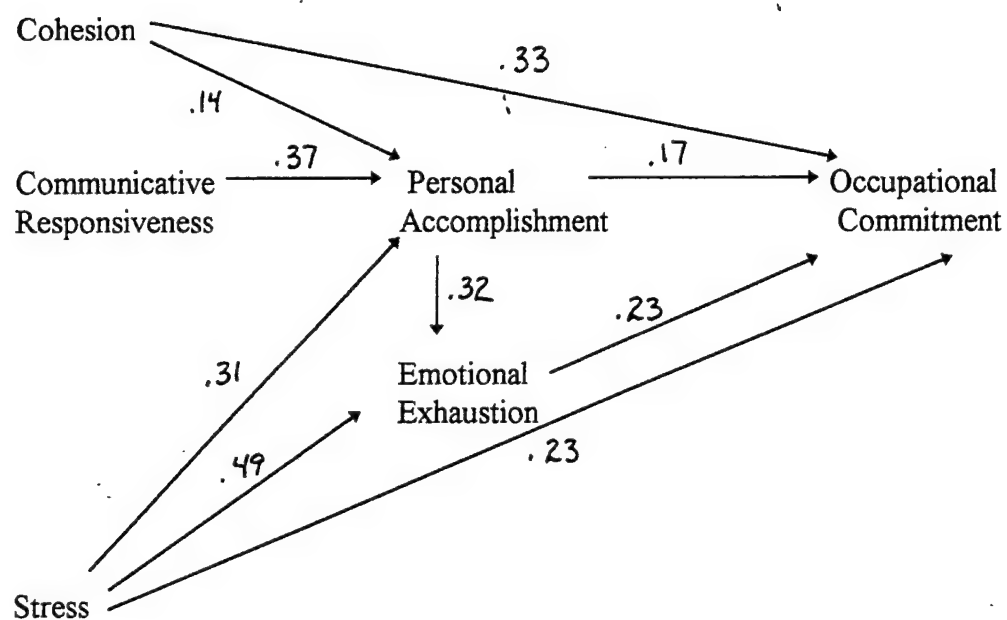 Cohesion
.33
.14
.37
.17
Communicative
Responsiveness
Personal
Accomplishment
Occupational
Commitment
.32
.23
.31
Emotional
Exhaustion
.49
.23
Stress